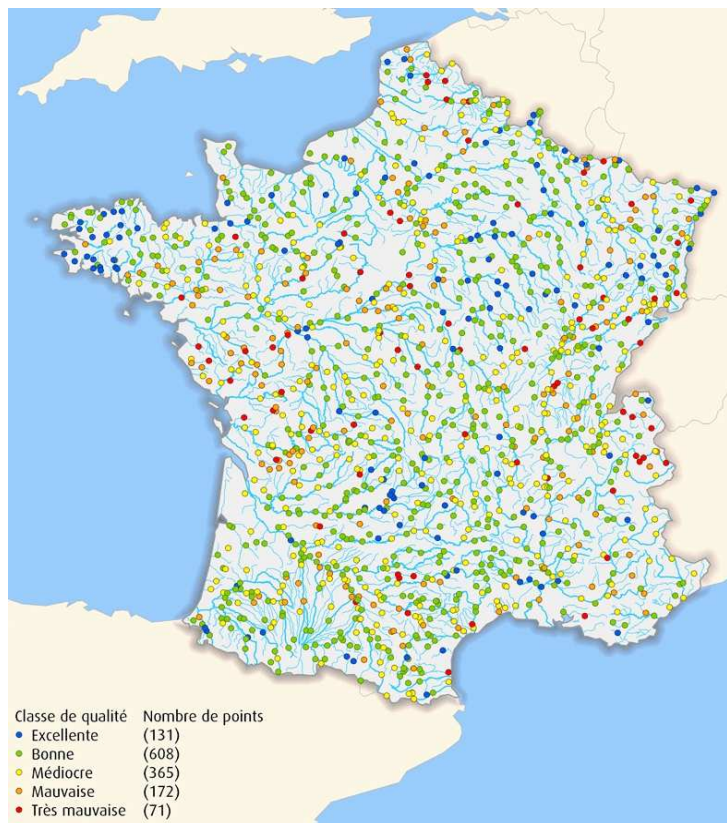 Classe de qualité Nombre de points
Excellente (131)
Bonne (608)
Médiocre (365)
Mauvaise (172)
Très mauvaise (71)